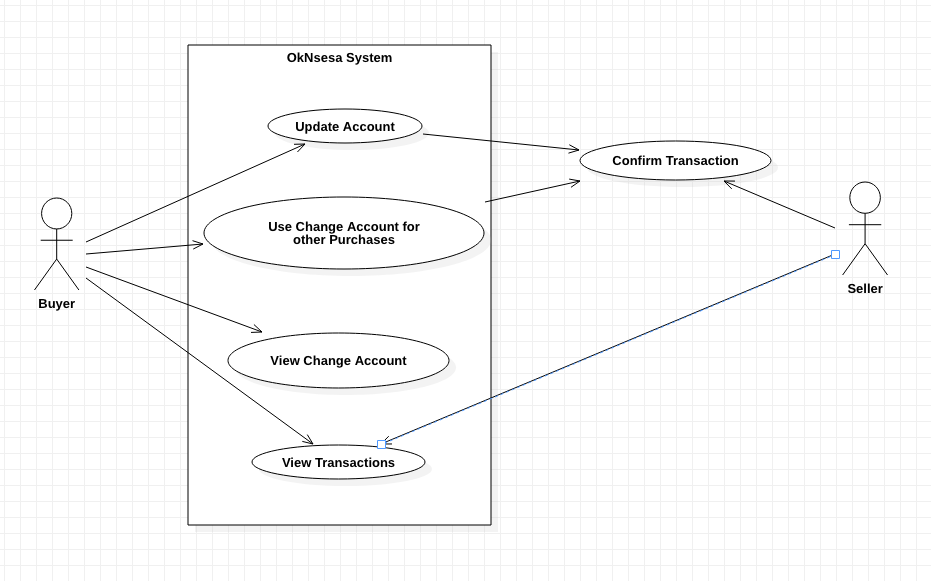 OkNsesa System
Update Account
Confirm Transaction
Use Change Account for
other Purchases
Buyer
Seller
View Change Account
View Transactions